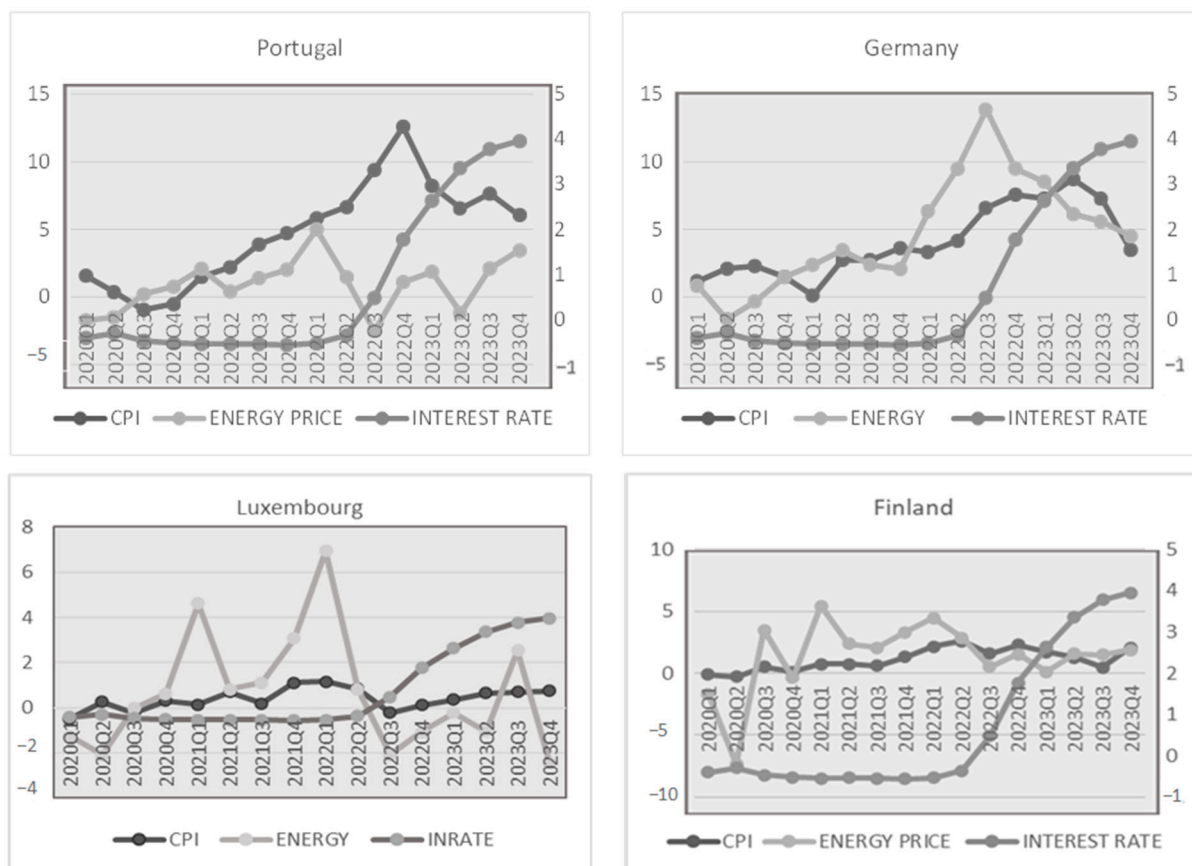 Portugal
15
10
5
0
−5
5
4
3
2
1
0
−1
2020Q1
2020Q2
2020Q3
2020Q4
2021Q1
2021Q2
2021Q3
2021Q4
2022Q1
2022Q2
2022Q3
2022Q4
2023Q1
2023Q2
2023Q3
2023Q4
CPI ENERGY PRICE INTEREST RATE
Germany
15
10
5
0
−5
5
4
3
2
1
0
−1
2020Q1
2020Q2
2020Q3
2020Q4
2021Q1
2021Q2
2021Q3
2021Q4
2022Q1
2022Q2
2022Q3
2022Q4
2023Q1
2023Q2
2023Q3
2023Q4
CPI ENERGY INTEREST RATE
Luxembourg
8
6
4
2
0
−2
−4
2020Q1
2020Q2
2020Q3
2020Q4
2021Q1
2021Q2
2021Q3
2021Q4
2022Q1
2022Q2
2022Q3
2022Q4
2023Q1
2023Q2
2023Q3
2023Q4
CPI ENERGY INRATE
Finland
10
5
0
−5
−10
5
4
3
2
1
0
−1
2020Q1
2020Q2
2020Q3
2020Q4
2021Q1
2021Q2
2021Q3
2021Q4
2022Q1
2022Q2
2022Q3
2022Q4
2023Q1
2023Q2
2023Q3
2023Q4
CPI ENERGY PRICE INTEREST RATE